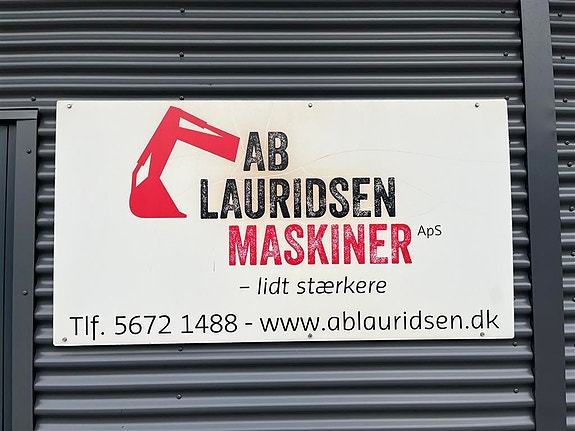 AB
LAURIDSEN
MASKINER ApS
– lidt stærkere
Tlf. 5672 1488 - www.ablauridsen.dk